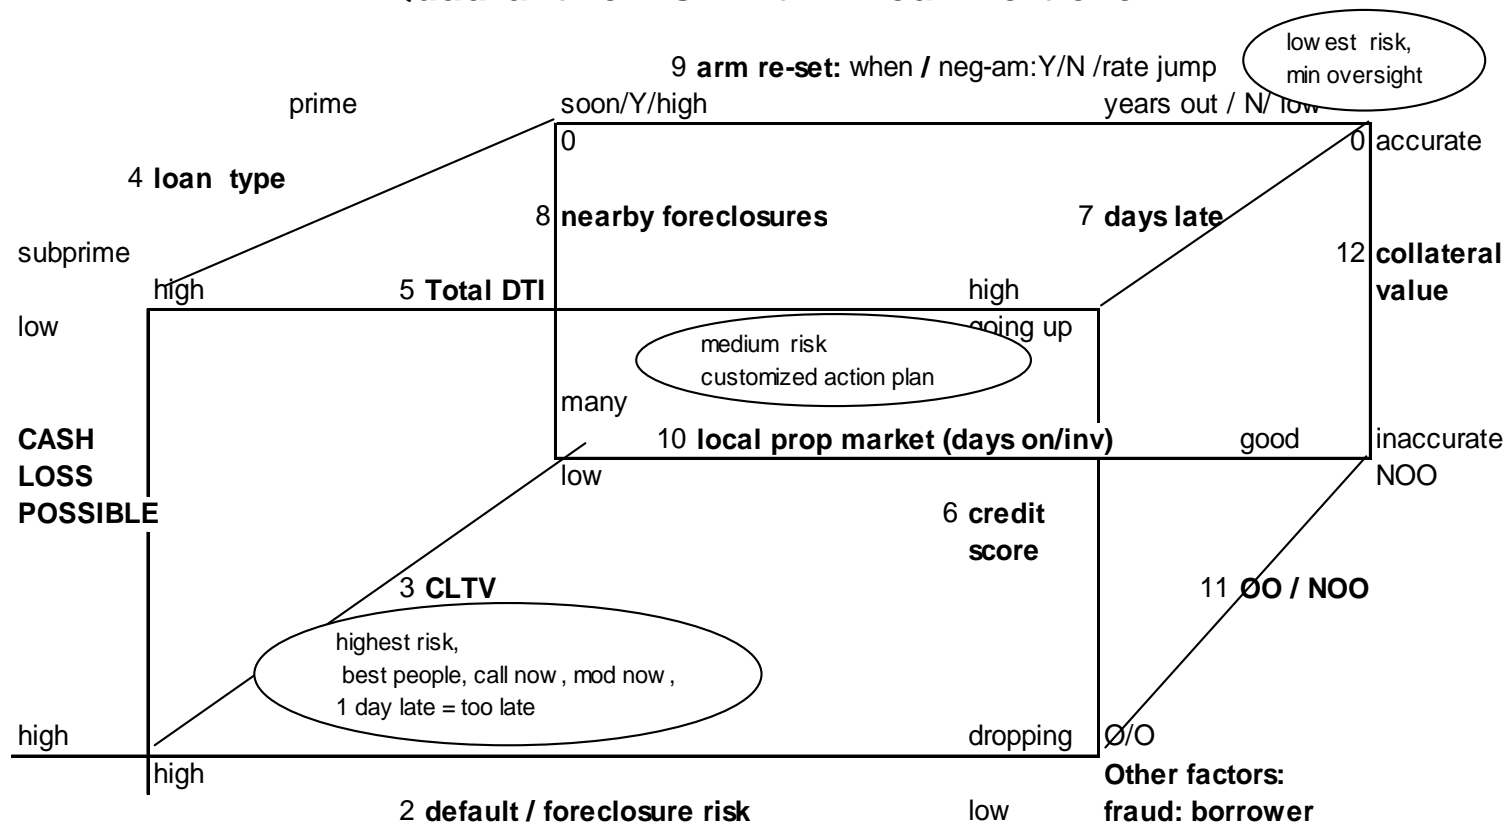 lowest risk,
9 arm re-set: when / neg-am:Y/N /rate jump
min oversight
prime soon/Y/high years out / N/ low
0 0 accurate
4 loan type
8 nearby foreclosures 7 days late
subprime 12 collateral
high 5 Total DTI high value
low going up
medium risk
customized action plan
many
CASH 10 local prop market (days on/inv) good inaccurate
LOSS low NOO
POSSIBLE 6 credit
score
3 CLTV 11 OO / NOO
highest risk,
best people, call now, mod now,
1 day late = too late
high dropping O/O
high Other factors:
2 default / foreclosure risk low fraud: borrower